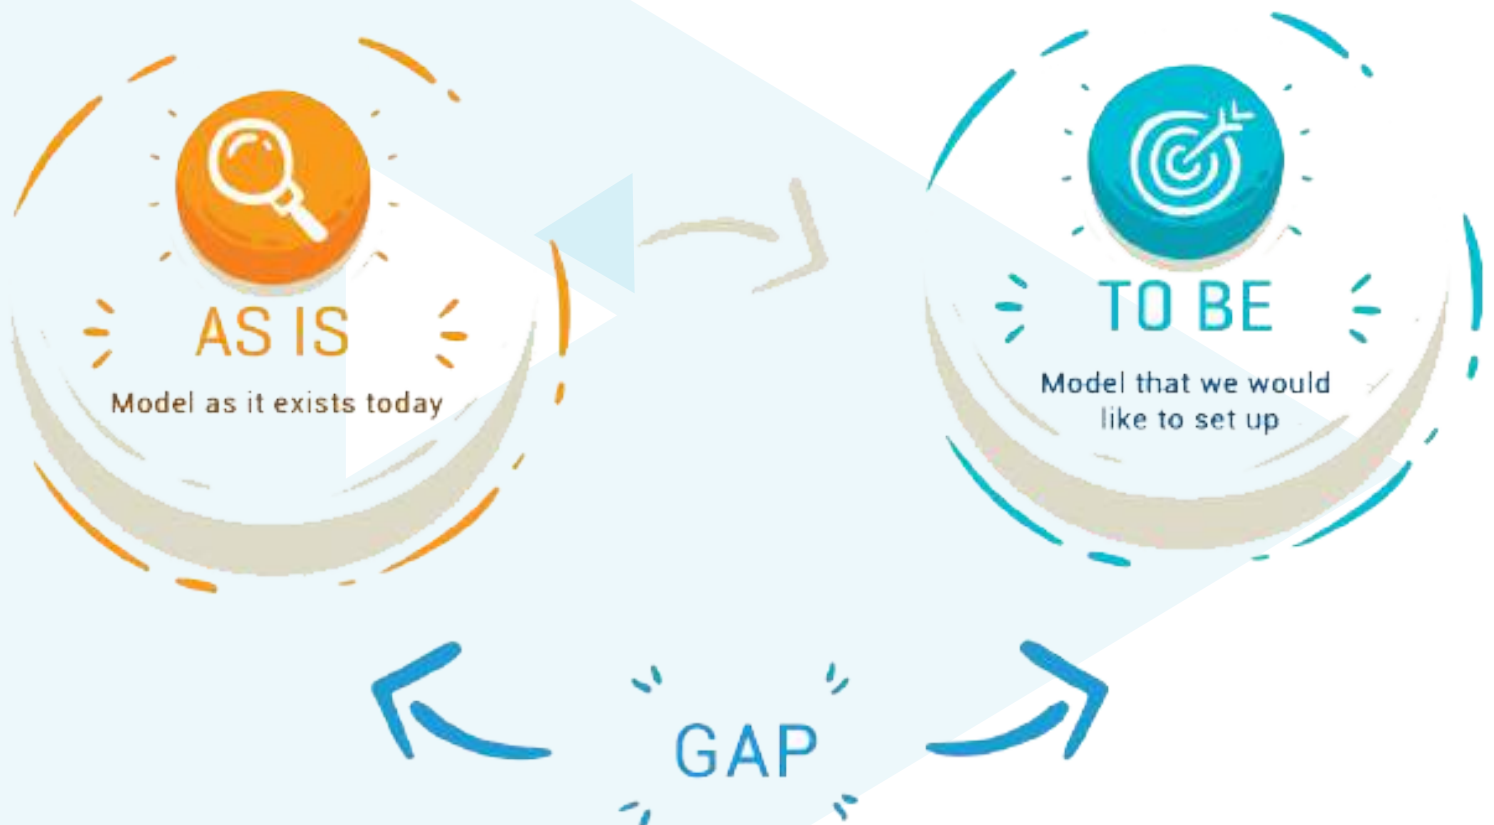 AS IS
Model as it exists today
TO BE
Model that we would
like to set up
GAP